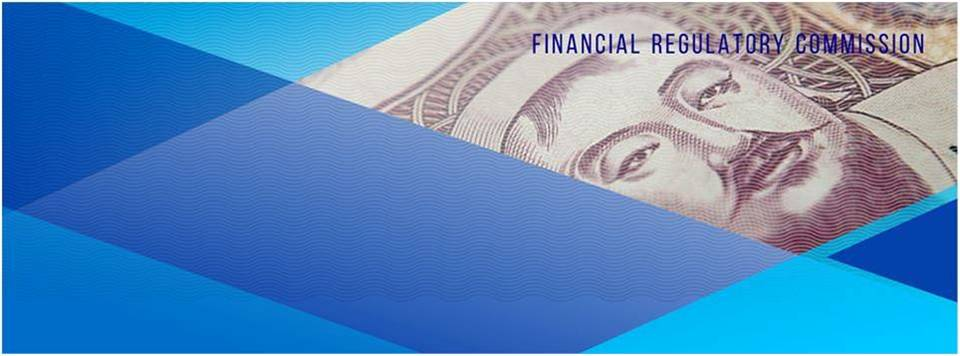 FINANCIAL REGULATORY COMMISSION